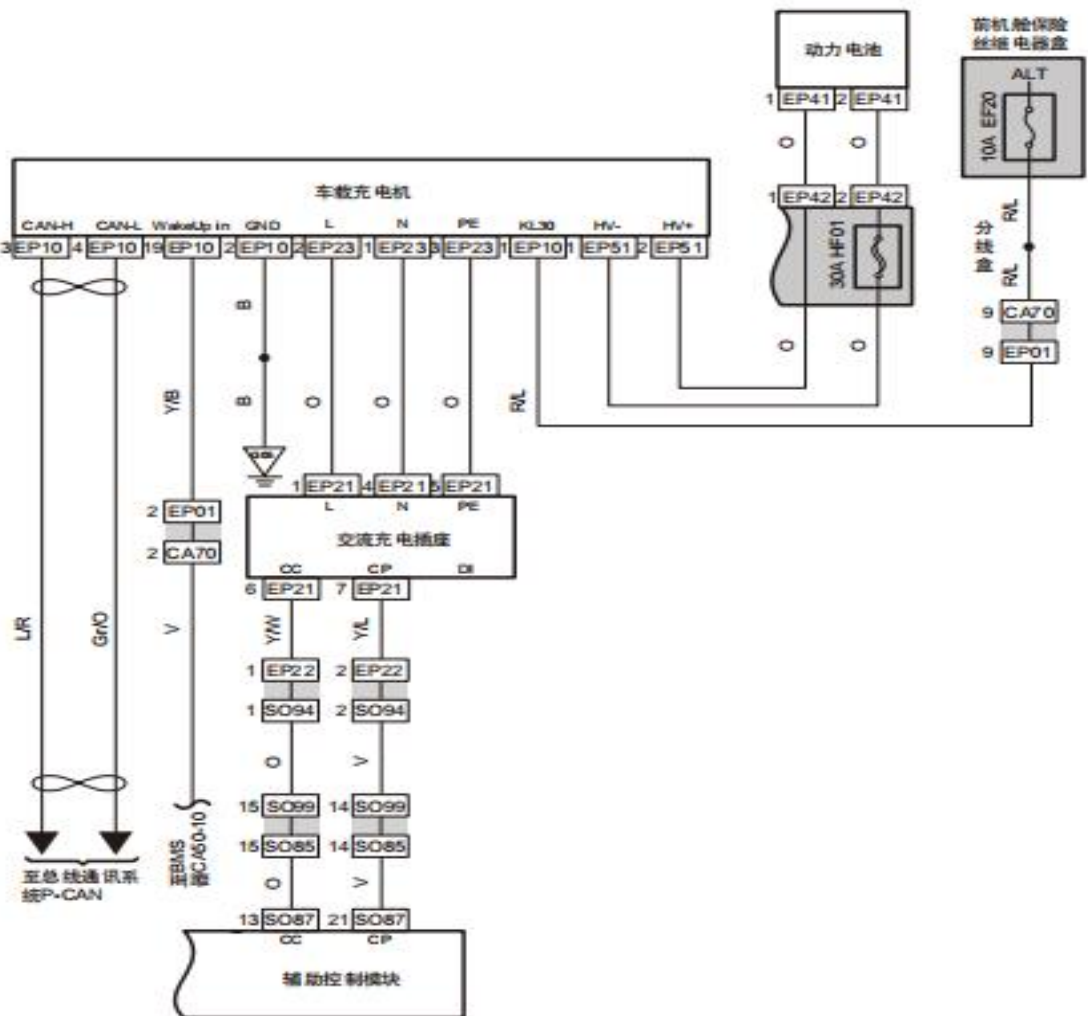 动力电池
前机舱保险
丝继电器盒
ALT
10A EF20
1 EP41 2 EP41
O O
1 EP42 2 EP42
30A HF01
O O
R/L
分线盒
R/L
9 CA70
9 EP01
车载充电机
CAN-H CAN-L WakeUp in GND L N PE KL30 HV- HV+
3 EP10 4 EP10 19 EP10 2 EP10 2 EP23 1 EP23 3 EP23 1 EP10 1 EP51 2 EP51
B
Y/B B O O O R/L
1 EP21 4 EP21 5 EP21
L N PE
交流充电插座
CC CP DI
6 EP21 7 EP21
2 EP01
2 CA70
L/R Gr/O V Y/W Y/L
1 EP22 2 EP22
1 SO94 2 SO94
O V
15 SO99 14 SO99
15 SO85 14 SO85
O V
至总线通讯系
统P-CAN
至BMS
器CA50-10
13 SO87 21 SO87
CC CP
辅助控制模块